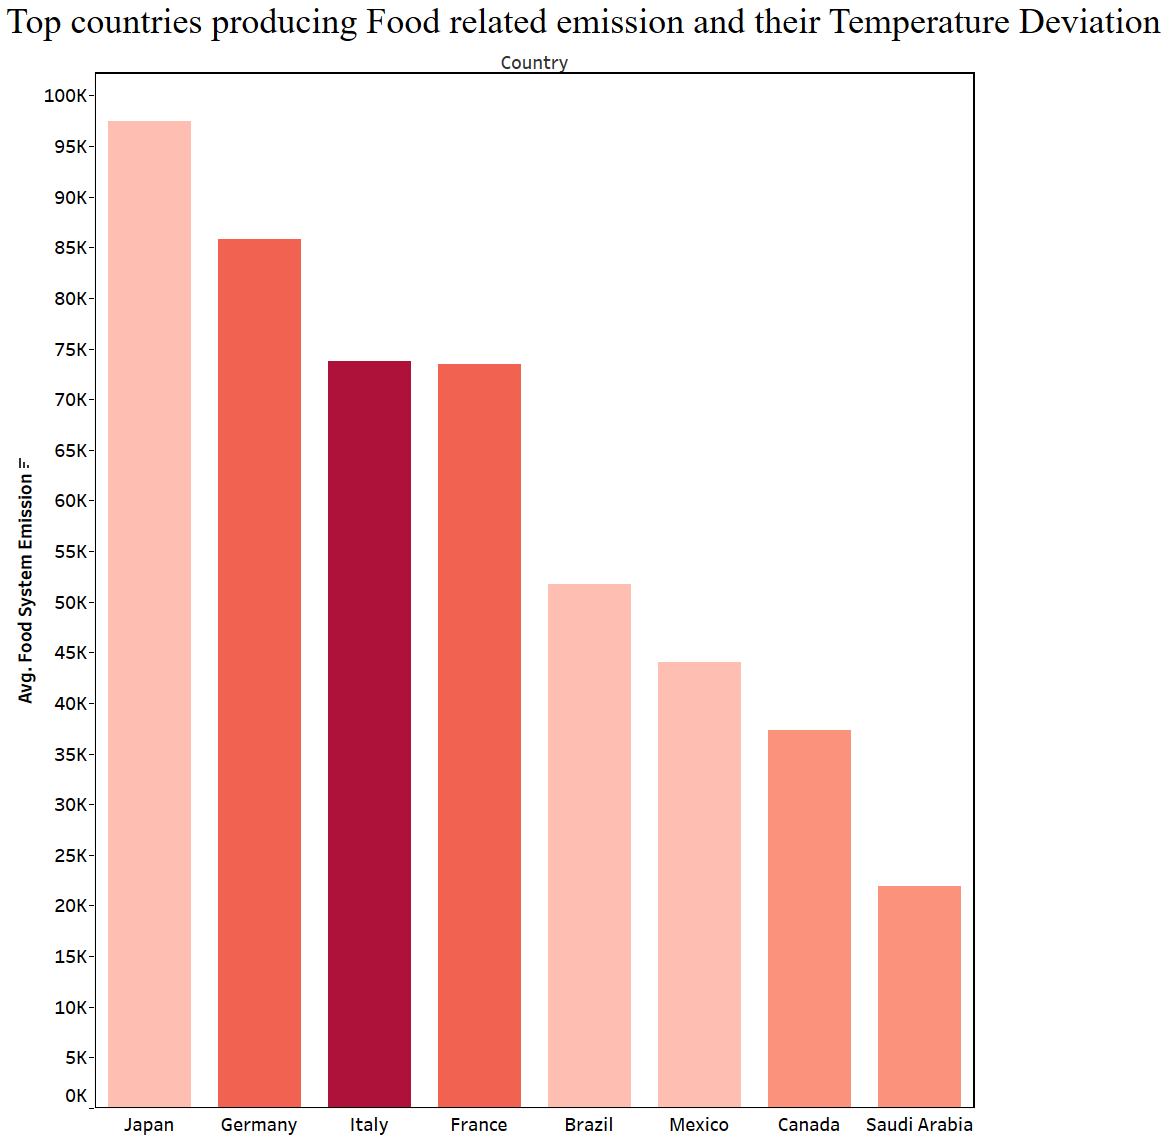 Top countries producing Food related emission and their Temperature Deviation
Country
100K
95K
90K
85K
80K
75K
70K
65K
60K
55K
50K
45K
40K
35K
30K
25K
20K
15K
10K
5K
0K
Avg. Food System Emission
Japan Germany Italy France Brazil Mexico Canada Saudi Arabia